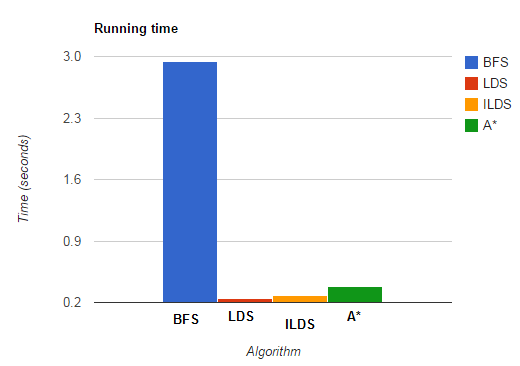 Running time
3.0
2.3
1.6
0.9
0.2
Time (seconds)
BFS
LDS
ILDS
A*
Algorithm
BFS
LDS
ILDS
A*